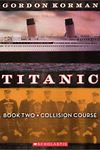 GORDON KORMAN
TITANIC
BOOK TWO • COLLISION COURSE
SCHOLASTIC